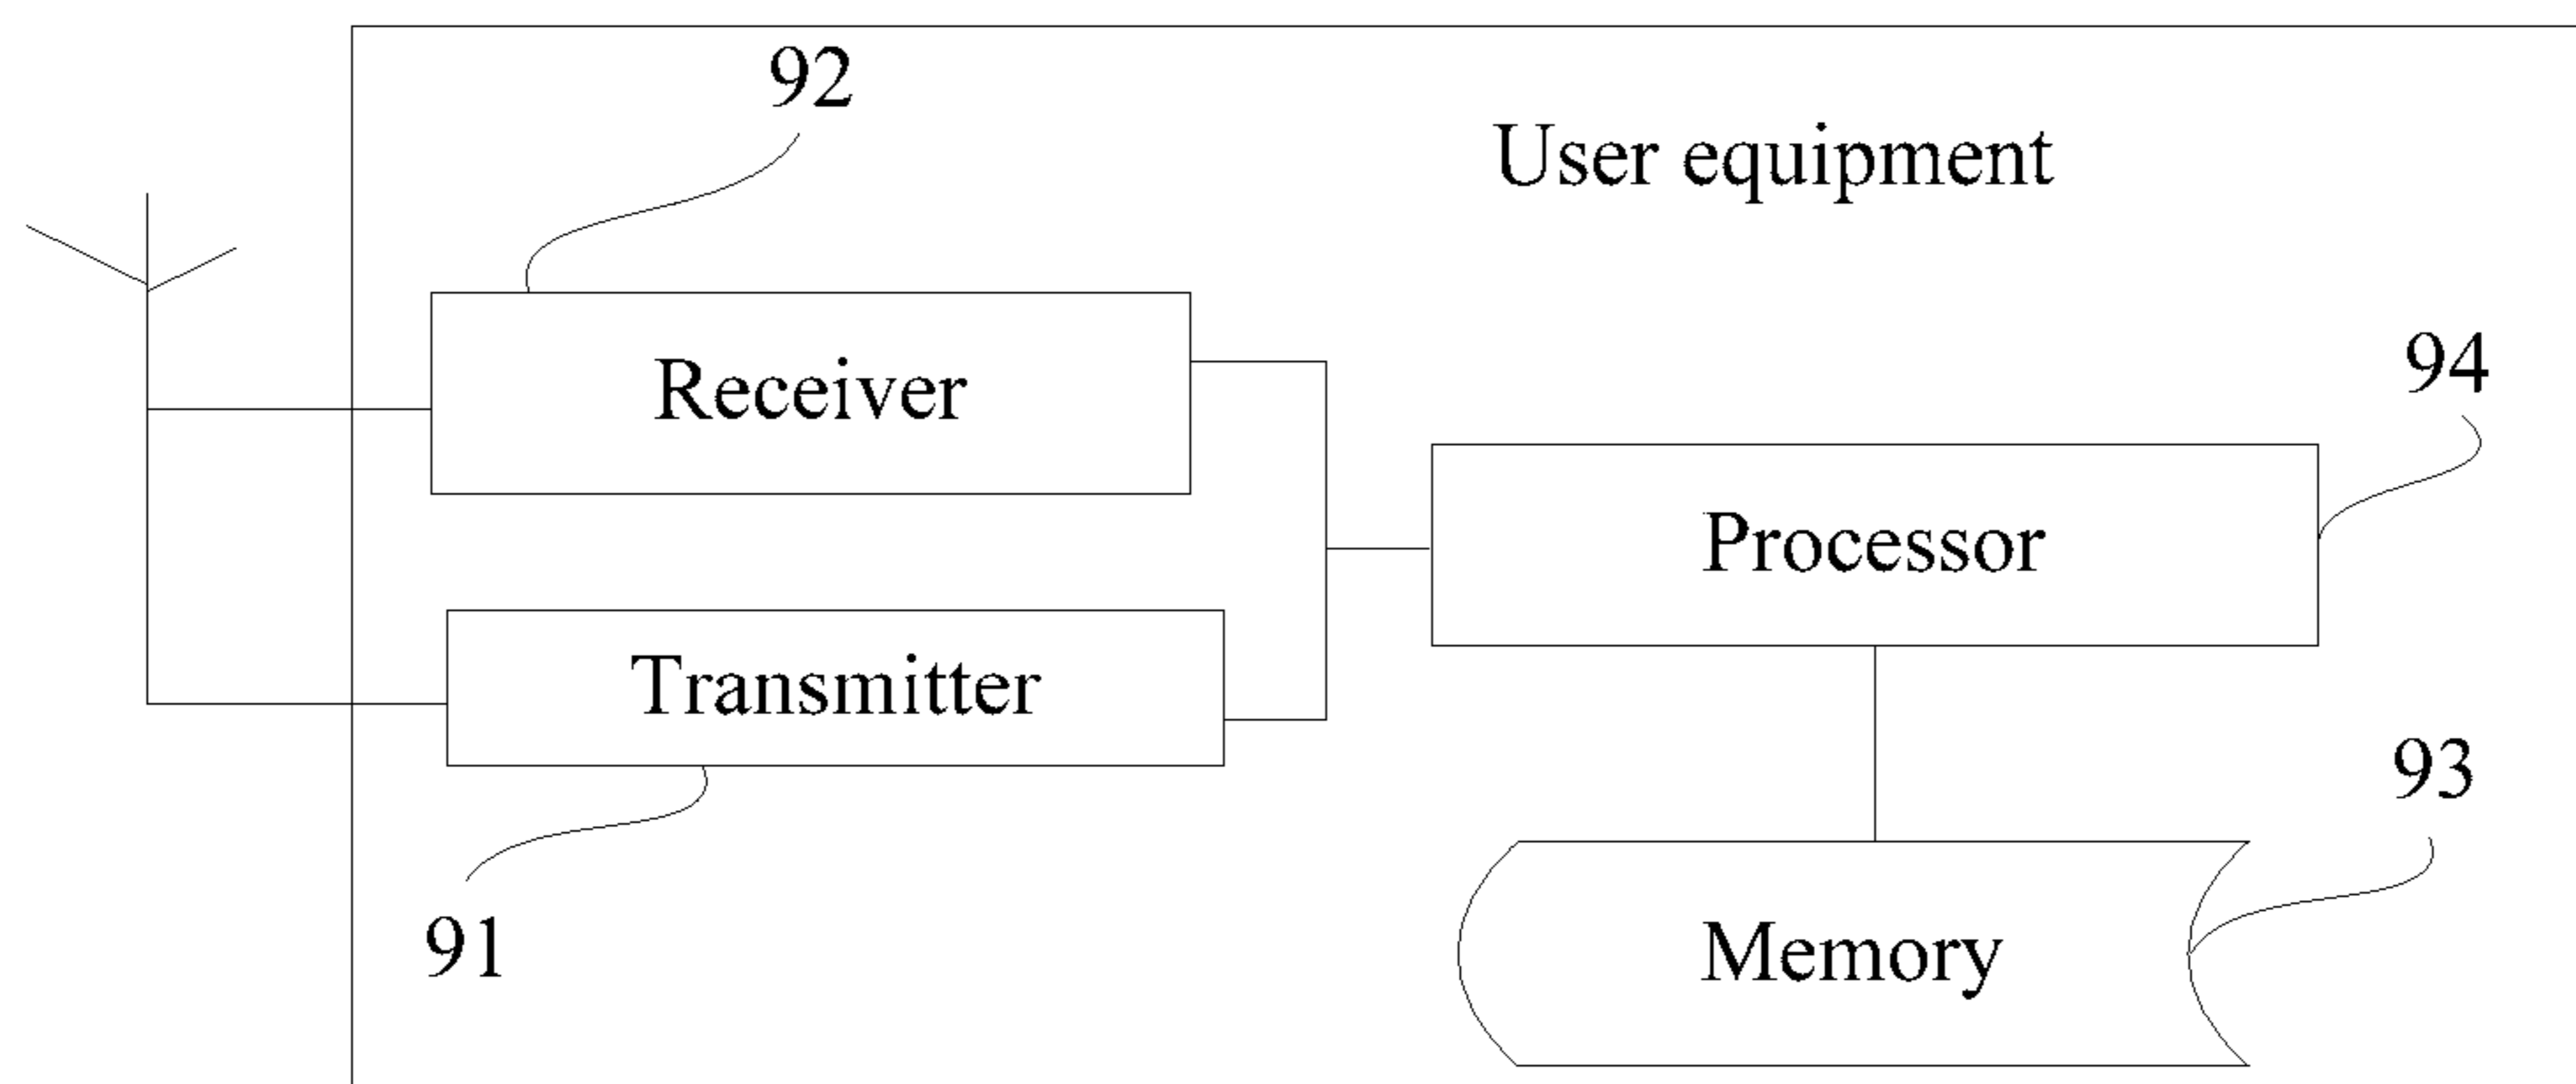 92
User equipment
Receiver
94
Processor
Transmitter
93
91
Memory